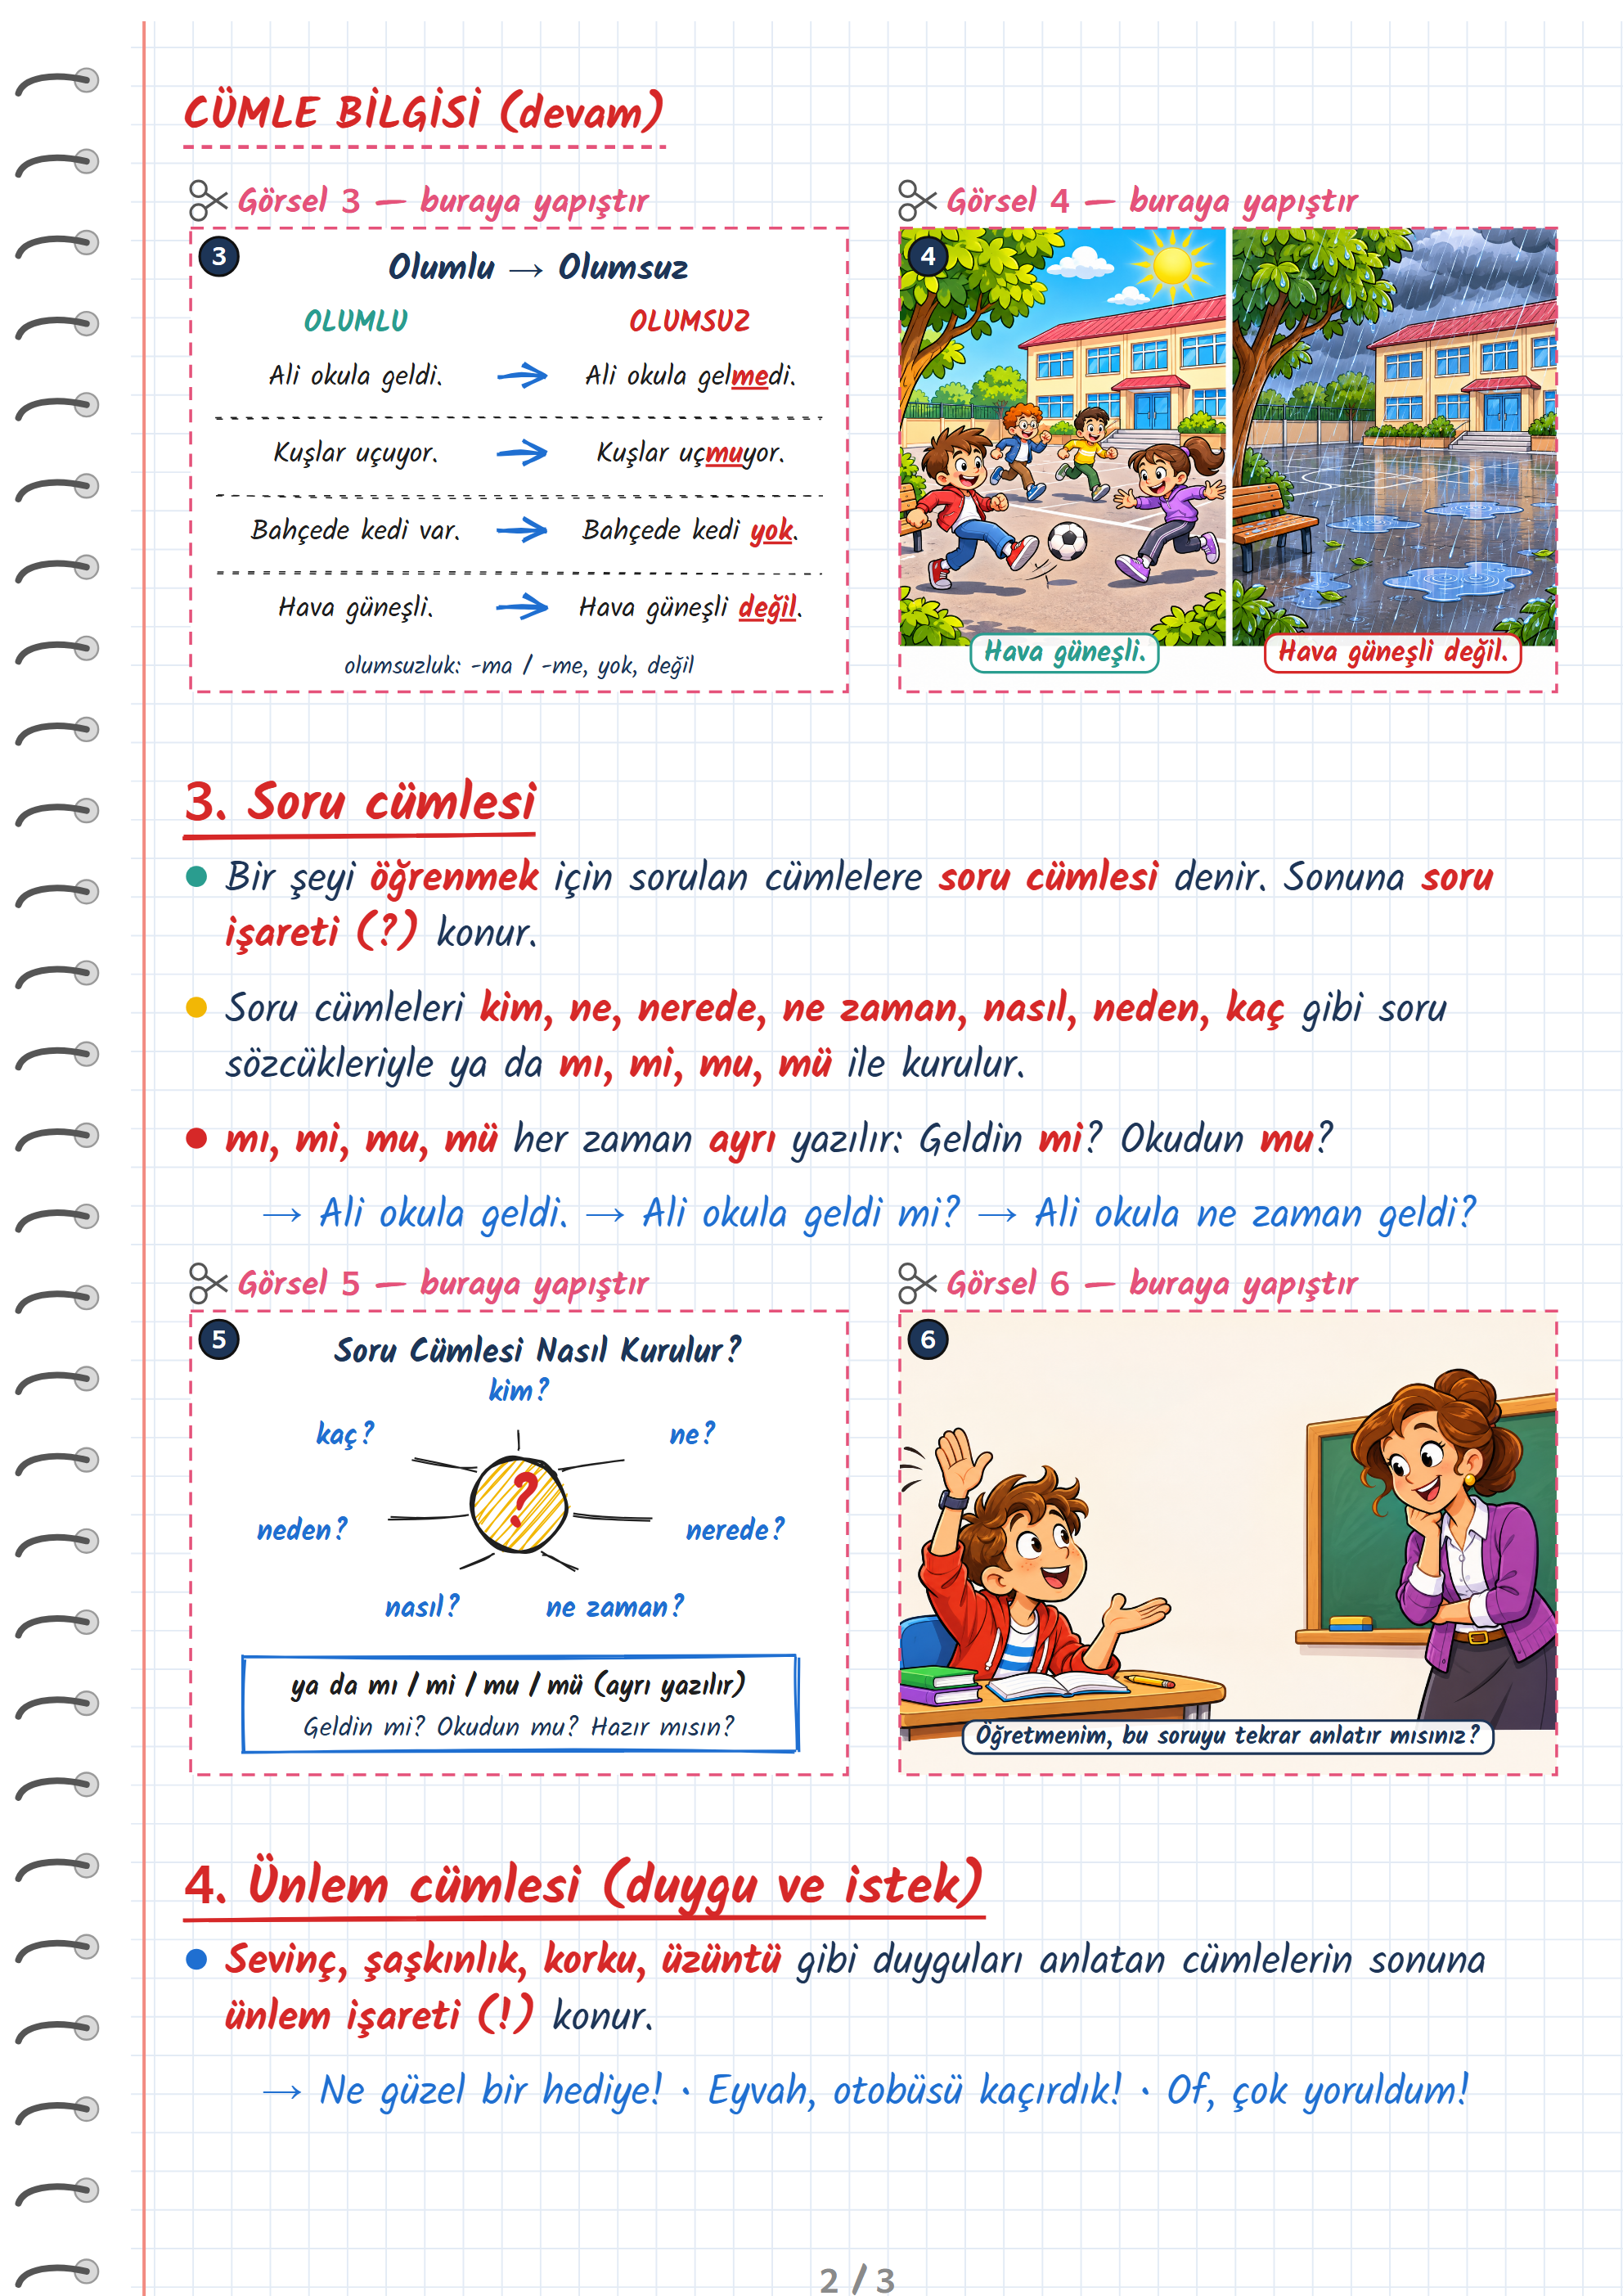 CÜMLE BİLGİSİ (devam)
Görsel 3 — buraya yapıştır
3
Olumlu → Olumsuz
OLUMLU OLUMSUZ
Ali okula geldi. → Ali okula gelmedi.
Kuşlar uçuyor. → Kuşlar uçmuyor.
Bahçede kedi var. → Bahçede kedi yok.
Hava güneşli. → Hava güneşli değil.
olumsuzluk: -ma / -me, yok, değil
Görsel 4 — buraya yapıştır
4
Hava güneşli.
Hava güneşli değil.
3. Soru cümlesi
Bir şeyi öğrenmek için sorulan cümlelere soru cümlesi denir. Sonuna soru
işareti (?) konur.
Soru cümleleri kim, ne, nerede, ne zaman, nasıl, neden, kaç gibi soru
sözcükleriyle ya da mı, mi, mu, mü ile kurulur.
mı, mi, mu, mü her zaman ayrı yazılır: Geldin mi? Okudun mu?
→ Ali okula geldi. → Ali okula geldi mi? → Ali okula ne zaman geldi?
Görsel 5 — buraya yapıştır
5
Soru Cümlesi Nasıl Kurulur?
kim?
kaç? ne?
?
neden? nerede?
nasıl? ne zaman?
ya da mı / mi / mu / mü (ayrı yazılır)
Geldin mi? Okudun mu? Hazır mısın?
Görsel 6 — buraya yapıştır
6
Öğretmenim, bu soruyu tekrar anlatır mısınız?
4. Ünlem cümlesi (duygu ve istek)
Sevinç, şaşkınlık, korku, üzüntü gibi duyguları anlatan cümlelerin sonuna
ünlem işareti (!) konur.
→ Ne güzel bir hediye! · Eyvah, otobüsü kaçırdık! · Of, çok yoruldum!
2 / 3